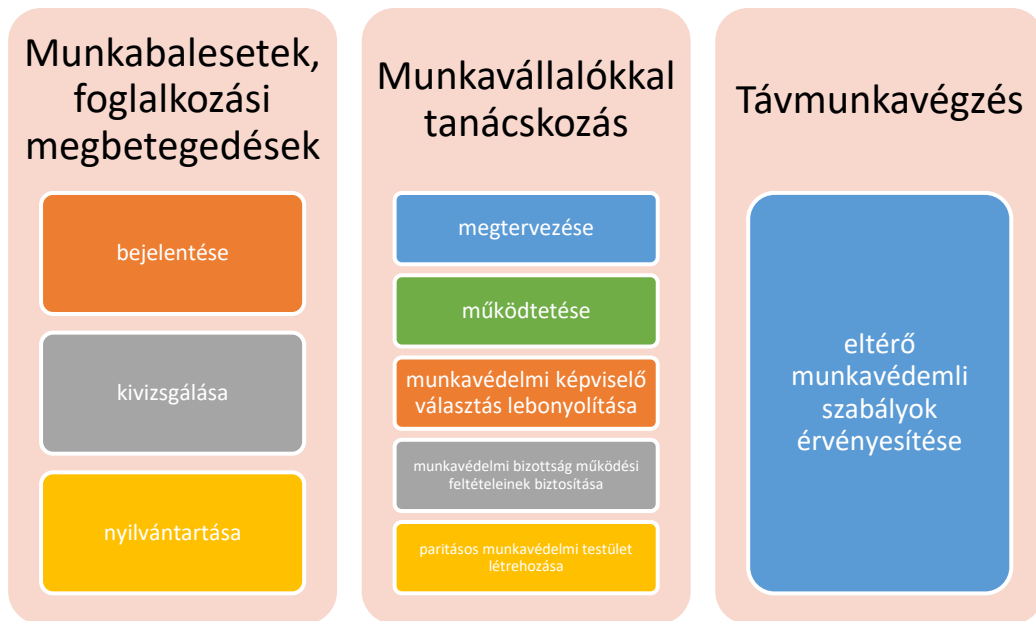 Munkabalesetek,
foglalkozási
megbetegedések
bejelentése
kivizsgálása
nyilvántartása
Munkavállalókkal
tanácskozás
megtervezése
működtetése
munkavédelmi képviselő
választás lebonyolítása
munkavédelmi bizottság működési
feltételeinek biztosítása
paritásos munkavédelmi testület
létrehozása
Távmunkavégzés
eltérő
munkavédemli
szabályok
érvényesítése